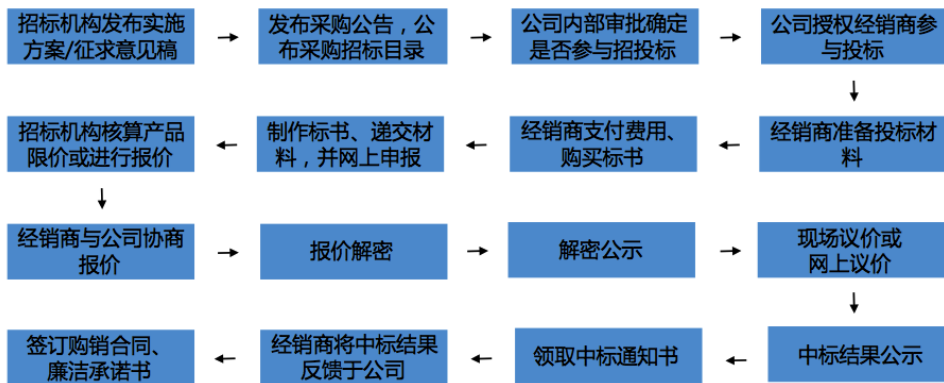 招标机构发布实施
方案/征求意见稿
发布采购公告，公
布采购招标目录
公司内部审批确定
是否参与招投标
公司授权经销商参
与投标
经销商准备投标材
料
经销商支付费用、
购买标书
制作标书、递交材
料，并网上申报
招标机构核算产品
限价或进行报价
经销商与公司协商
报价
报价解密
解密公示
现场议价或
网上议价
中标结果公示
领取中标通知书
经销商将中标结果
反馈于公司
签订购销合同、
廉洁承诺书